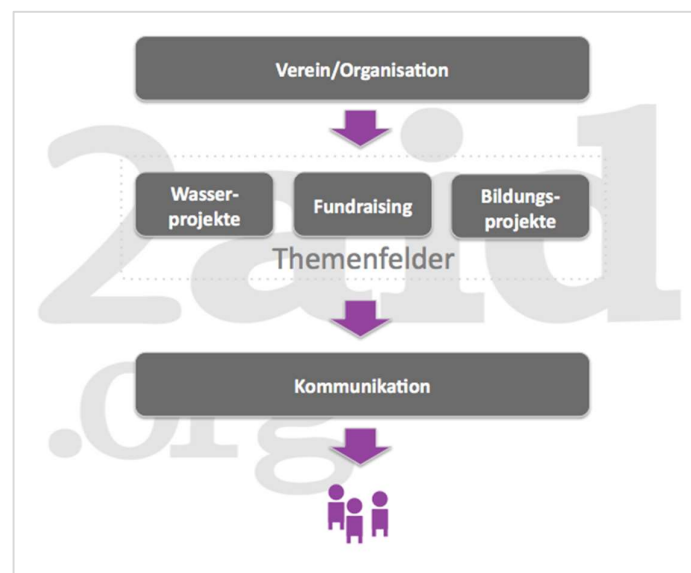 Verein/Organisation
Wasser-
projekte
Fundraising
Bildungs-
projekte
Themenfelder
Kommunikation
2aid
.org